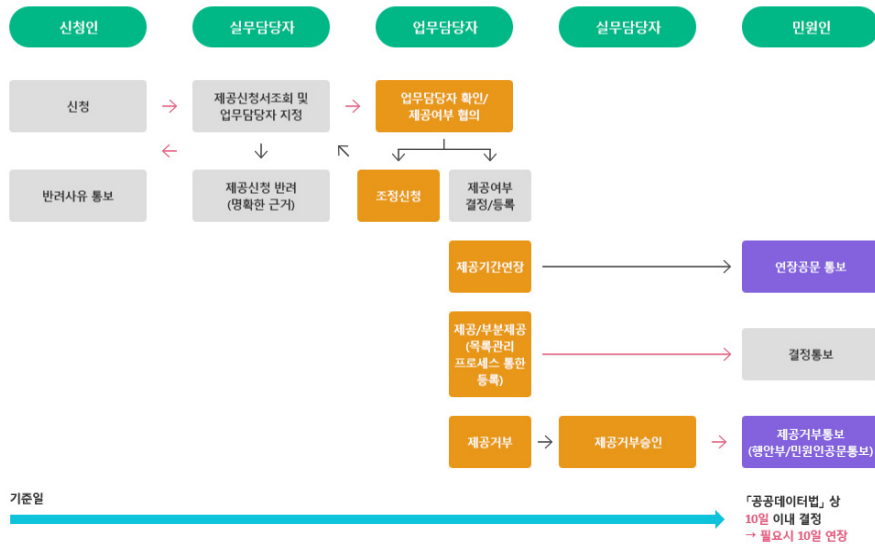 신청인
실무담당자
업무담당자
실무담당자
민원인
신청
제공신청서조회 및
업무담당자 지정
업무담당자 확인/
제공여부 협의
반려사유 통보
제공신청 반려
(명확한 근거)
조정신청
제공여부
결정/등록
제공기간연장
연장공문 통보
제공/부분제공
(목록관리
프로세스 통한
등록)
결정통보
제공거부
제공거부승인
제공거부통보
(행안부/민원인공문통보)
기준일
「공공데이터법」 상
10일 이내 결정
→ 필요시 10일 연장